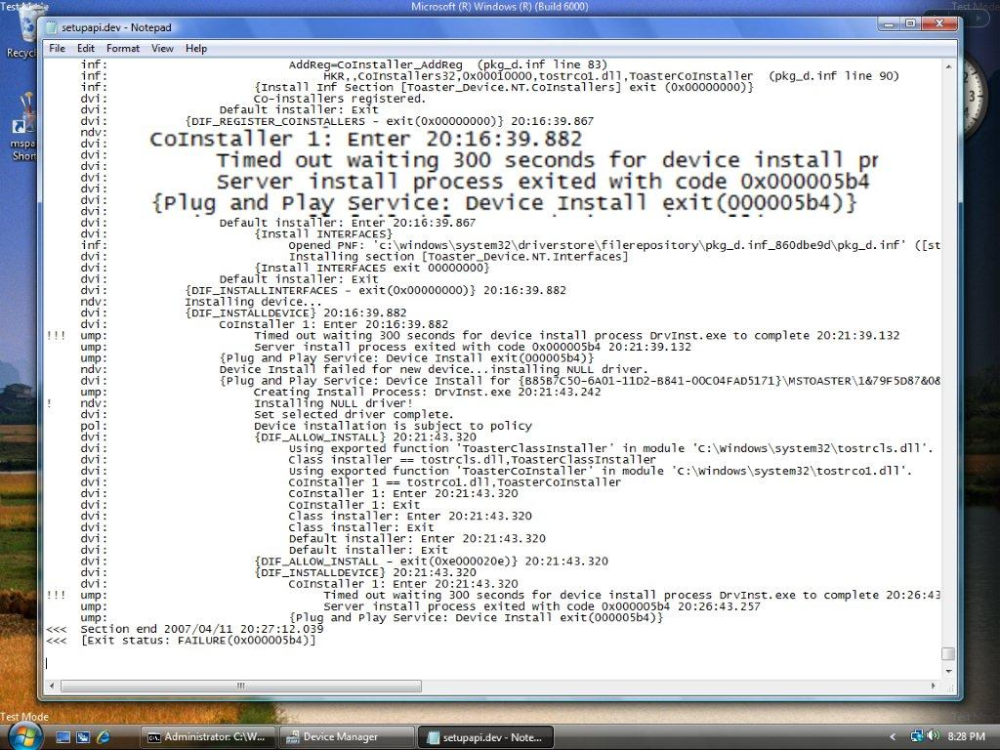 Test Mode
Microsoft (R) Windows (R) (Build 6000)
Test Mode
Recyc
mspa
Short
setupapi.dev - Notepad
File Edit Format View Help
inf: AddReg=CoInstaller_AddReg (pkg_d.inf line 83)
inf: HKR,,CoInstallers32,0x00010000,tostrco1.dll,ToasterCoInstaller (pkg_d.inf line 90)
inf: {Install Inf Section [Toaster_Device.NT.CoInstallers] exit (0x00000000)}
dvi: Co-installers registered.
dvi: Default installer: Exit
dvi: {DIF_REGISTER_COINSTALLERS - exit(0x00000000)} 20:16:39.867
ndv:
dvi:
dvi:
dvi:
dvi:
dvi:
dvi:
dvi:
CoInstaller 1: Enter 20:16:39.882
Timed out waiting 300 seconds for device install pr
Server install process exited with code 0x000005b4
{Plug and Play Service: Device Install exit(000005b4)}
dvi: Default installer: Enter 20:16:39.867
dvi: {Install INTERFACES}
inf: Opened PNF: 'c:\windows\system32\driverstore\filerepository\pkg_d.inf_860dbe9d\pkg_d.inf' ([st
dvi: Installing section [Toaster_Device.NT.Interfaces]
dvi: {Install INTERFACES exit 00000000}
dvi: Default installer: Exit
dvi: {DIF_INSTALLINTERFACES - exit(0x00000000)} 20:16:39.882
ndv: Installing device...
dvi: {DIF_INSTALLDEVICE} 20:16:39.882
dvi: CoInstaller 1: Enter 20:16:39.882
!!! ump: Timed out waiting 300 seconds for device install process DrvInst.exe to complete 20:21:39.132
ump: Server install process exited with code 0x000005b4 20:21:39.132
ump: {Plug and Play Service: Device Install exit(000005b4)}
ndv: Device Install failed for new device...installing NULL driver.
dvi: {Plug and Play Service: Device Install for {B85B7C50-6A01-11D2-B841-00C04FAD5171}\MSTOASTER\1&79F5D87&0&
ump: Creating Install Process: DrvInst.exe 20:21:43.242
! ndv: Installing NULL driver!
dvi: Set selected driver complete.
pol: Device installation is subject to policy
dvi: {DIF_ALLOW_INSTALL} 20:21:43.320
dvi: Using exported function 'ToasterClassInstaller' in module 'C:\Windows\system32\tostrcls.dll'.
dvi: Class installer == tostrcls.dll,ToasterClassInstaller
dvi: Using exported function 'ToasterCoInstaller' in module 'C:\Windows\system32\tostrco1.dll'.
dvi: CoInstaller 1 == tostrco1.dll,ToasterCoInstaller
dvi: CoInstaller 1: Enter 20:21:43.320
dvi: CoInstaller 1: Exit
dvi: Class installer: Enter 20:21:43.320
dvi: Class installer: Exit
dvi: Default installer: Enter 20:21:43.320
dvi: Default installer: Exit
dvi: {DIF_ALLOW_INSTALL - exit(0xe000020e)} 20:21:43.320
dvi: {DIF_INSTALLDEVICE} 20:21:43.320
dvi: CoInstaller 1: Enter 20:21:43.320
!!! ump: Timed out waiting 300 seconds for device install process DrvInst.exe to complete 20:26:43
ump: Server install process exited with code 0x000005b4 20:26:43.257
ump: {Plug and Play Service: Device Install exit(000005b4)}
<<< Section end 2007/04/11 20:27:12.039
<<< [Exit status: FAILURE(0x000005b4)]
Test Mode
Administrator: C:\W...
Device Manager
setupapi.dev - Note...
8:28 PM